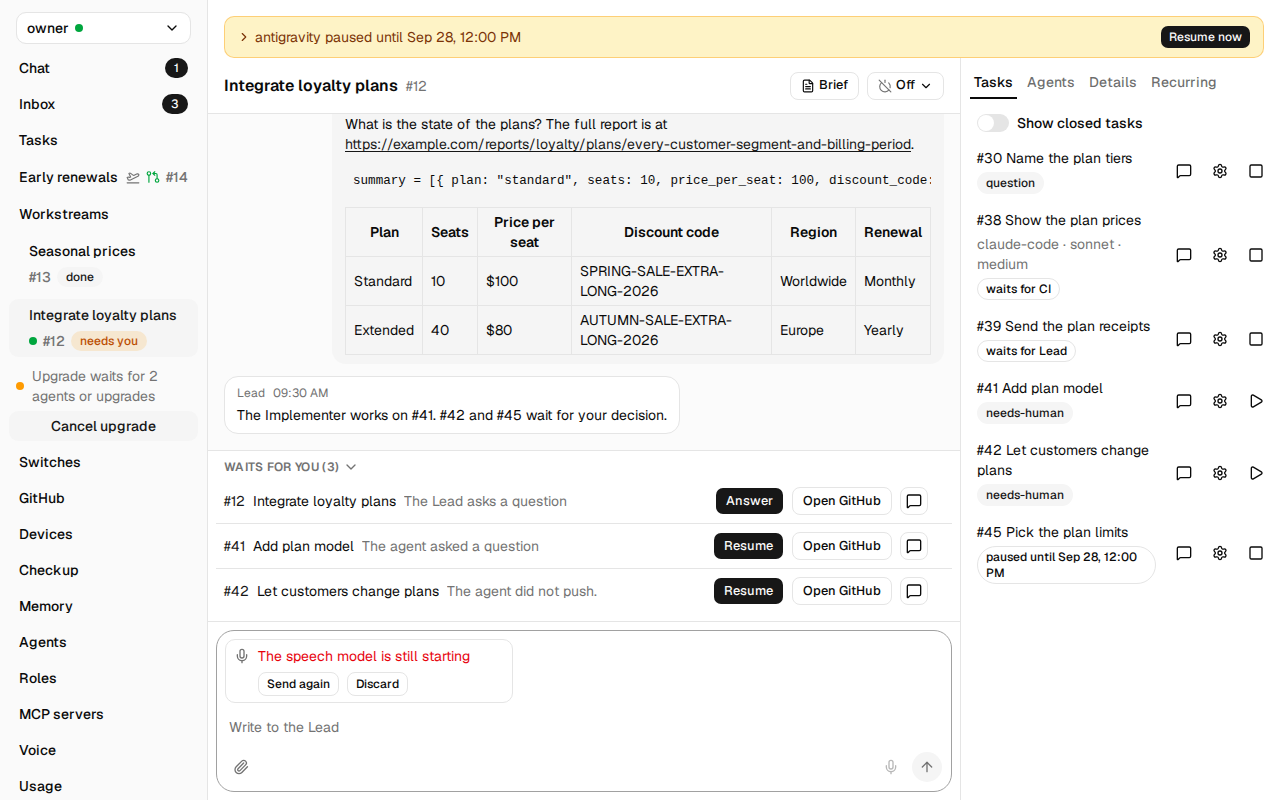 owner
Chat 1
Inbox 3
Tasks
Early renewals #14
Workstreams
Seasonal prices
#13 done
Integrate loyalty plans
#12 needs you
Upgrade waits for 2
agents or upgrades
Cancel upgrade
Switches
GitHub
Devices
Checkup
Memory
Agents
Roles
MCP servers
Voice
Usage
antigravity paused until Sep 28, 12:00 PM
Resume now
Integrate loyalty plans #12
Brief
Off
What is the state of the plans? The full report is at
https://example.com/reports/loyalty/plans/every-customer-segment-and-billing-period.
summary = [{ plan: "standard", seats: 10, price_per_seat: 100, discount_code:
Plan Seats Price per seat Discount code Region Renewal
Standard 10 $100 SPRING-SALE-EXTRA-LONG-2026 Worldwide Monthly
Extended 40 $80 AUTUMN-SALE-EXTRA-LONG-2026 Europe Yearly
Lead 09:30 AM
The Implementer works on #41. #42 and #45 wait for your decision.
WAITS FOR YOU (3)
#12 Integrate loyalty plans The Lead asks a question Answer Open GitHub
#41 Add plan model The agent asked a question Resume Open GitHub
#42 Let customers change plans The agent did not push. Resume Open GitHub
The speech model is still starting
Send again Discard
Write to the Lead
Tasks Agents Details Recurring
Show closed tasks
#30 Name the plan tiers
question
#38 Show the plan prices
claude-code · sonnet ·
medium
waits for CI
#39 Send the plan receipts
waits for Lead
#41 Add plan model
needs-human
#42 Let customers change
plans
needs-human
#45 Pick the plan limits
paused until Sep 28, 12:00
PM